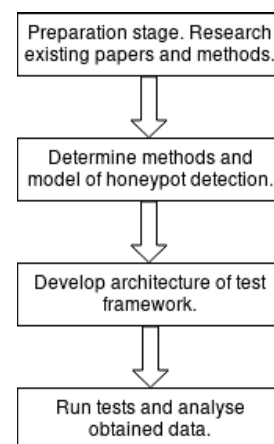 Preparation stage. Research
existing papers and methods.
Determine methods and
model of honeypot detection.
Develop architecture of test
framework.
Run tests and analyse
obtained data.